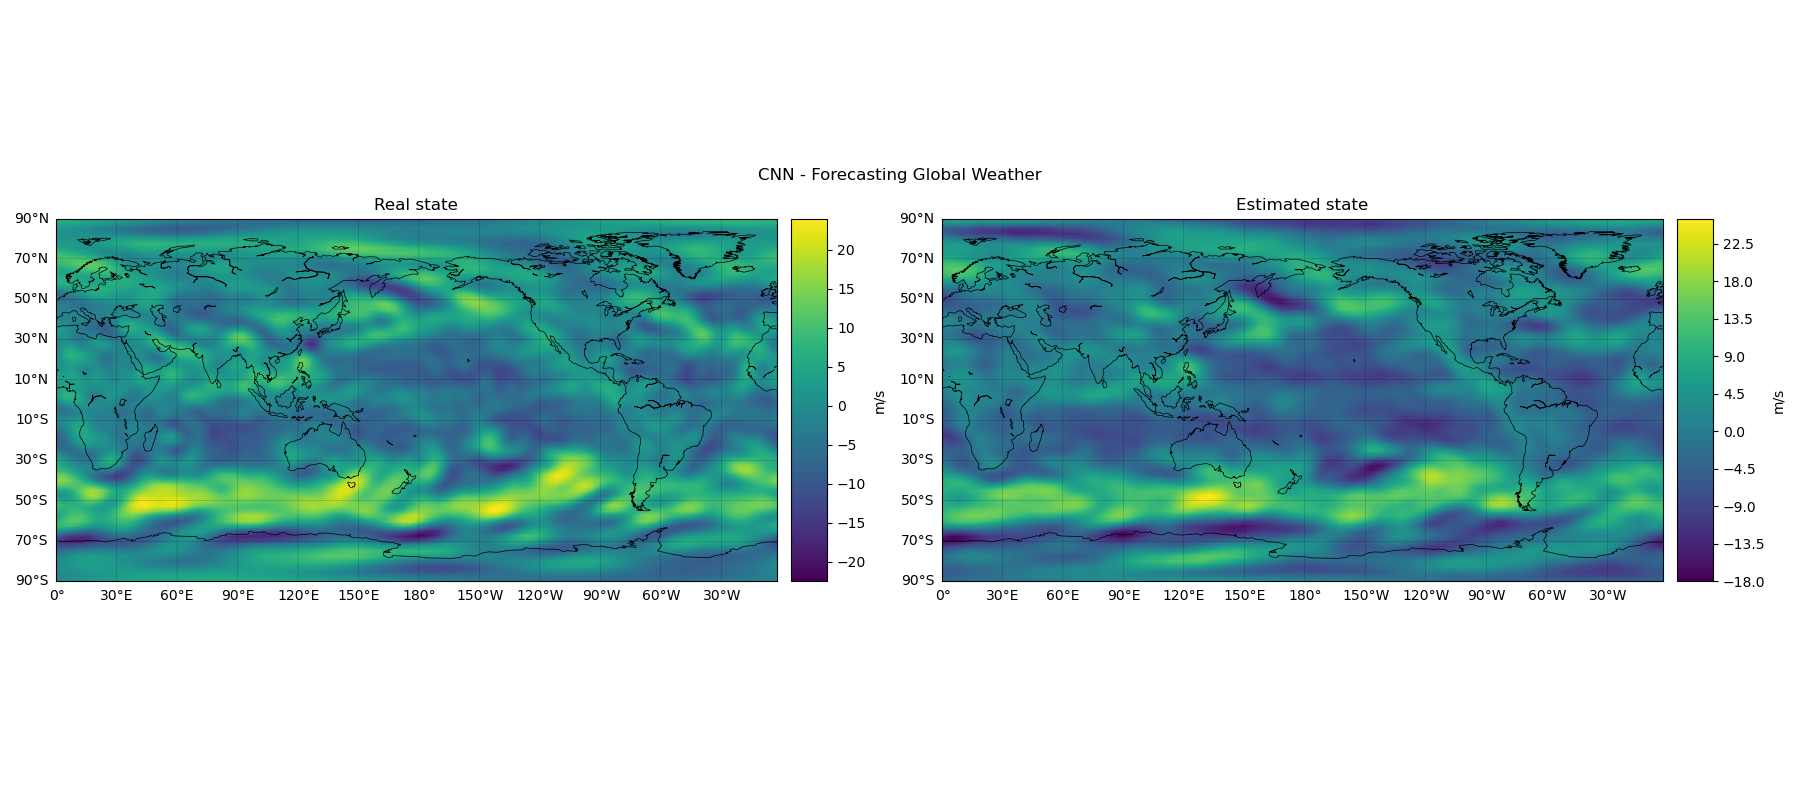 CNN - Forecasting Global Weather
Real state
90°N
70°N
50°N
30°N
10°N
10°S
30°S
50°S
70°S
90°S
0° 30°E 60°E 90°E 120°E 150°E 180° 150°W 120°W 90°W 60°W 30°W
20
15
10
5
0
−5
−10
−15
−20
m/s
Estimated state
90°N
70°N
50°N
30°N
10°N
10°S
30°S
50°S
70°S
90°S
0° 30°E 60°E 90°E 120°E 150°E 180° 150°W 120°W 90°W 60°W 30°W
22.5
18.0
13.5
9.0
4.5
0.0
−4.5
−9.0
−13.5
−18.0
m/s